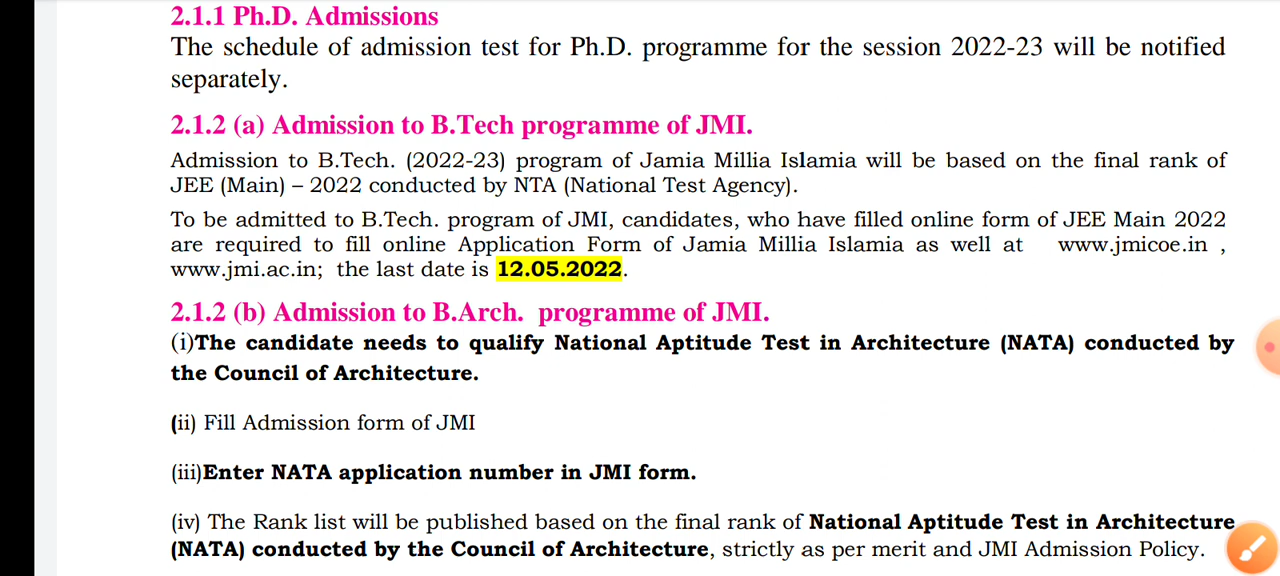 2.1.1 Ph.D. Admissions
The schedule of admission test for Ph.D. programme for the session 2022-23 will be notified
separately.
2.1.2 (a) Admission to B.Tech programme of JMI.
Admission to B.Tech. (2022-23) program of Jamia Millia Islamia will be based on the final rank of
JEE (Main) – 2022 conducted by NTA (National Test Agency).
To be admitted to B.Tech. program of JMI, candidates, who have filled online form of JEE Main 2022
are required to fill online Application Form of Jamia Millia Islamia as well at www.jmicoe.in ,
www.jmi.ac.in; the last date is 12.05.2022.
2.1.2 (b) Admission to B.Arch. programme of JMI.
(i)The candidate needs to qualify National Aptitude Test in Architecture (NATA) conducted by
the Council of Architecture.
(ii) Fill Admission form of JMI
(iii)Enter NATA application number in JMI form.
(iv) The Rank list will be published based on the final rank of National Aptitude Test in Architecture
(NATA) conducted by the Council of Architecture, strictly as per merit and JMI Admission Policy.